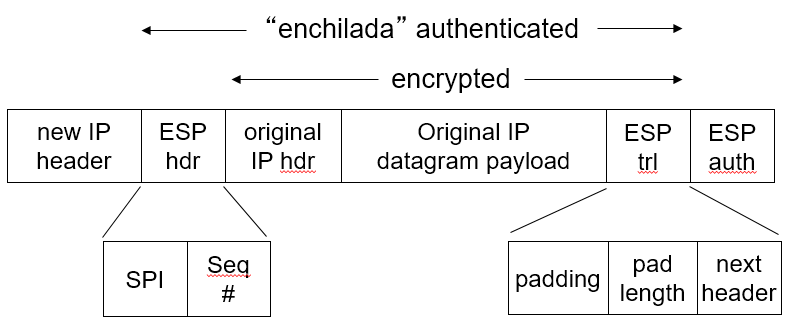 “enchilada” authenticated
encrypted
new IP
header
ESP
hdr
original
IP hdr
Original IP
datagram payload
ESP
trl
ESP
auth
SPI
Seq
#
padding
pad
length
next
header